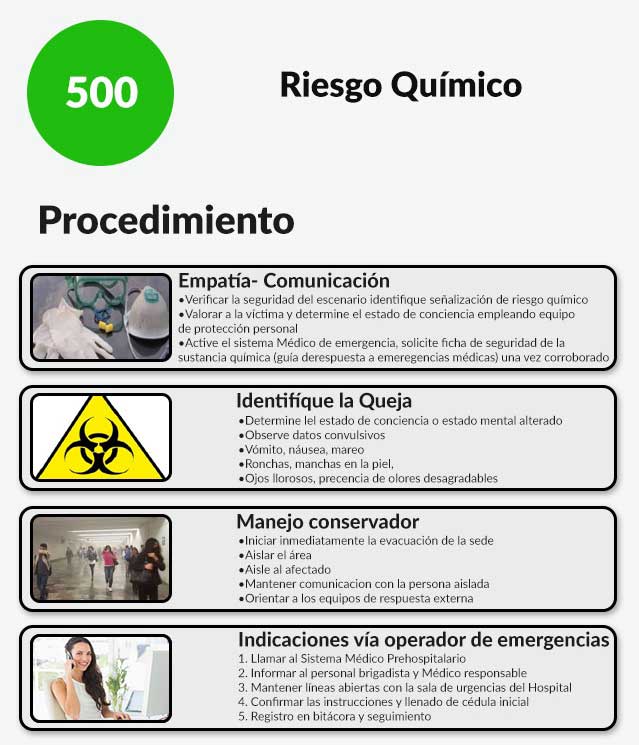 500
Riesgo Químico
Procedimiento
Empatía- Comunicación
•Verificar la seguridad del escenario identifique señalización de riesgo químico
•Valorar a la víctima y determine el estado de conciencia empleando equipo
de protección personal
•Active el sistema Médico de emergencia, solicite ficha de seguridad de la
sustancia química (guía derespuesta a emeregencias médicas) una vez corroborado
Identifíque la Queja
•Determine lel estado de conciencia o estado mental alterado
•Observe datos convulsivos
•Vómito, náusea, mareo
•Ronchas, manchas en la piel,
•Ojos llorosos, precencia de olores desagradables
Manejo conservador
•Iniciar inmediatamente la evacuación de la sede
•Aislar el área
•Aisle al afectado
•Mantener comunicacion con la persona aislada
•Orientar a los equipos de respuesta externa
Indicaciones vía operador de emergencias
1. Llamar al Sistema Médico Prehospitalario
2. Informar al personal brigadista y Médico responsable
3. Mantener líneas abiertas con la sala de urgencias del Hospital
4. Confirmar las instrucciones y llenado de cédula inicial
5. Registro en bitácora y seguimiento